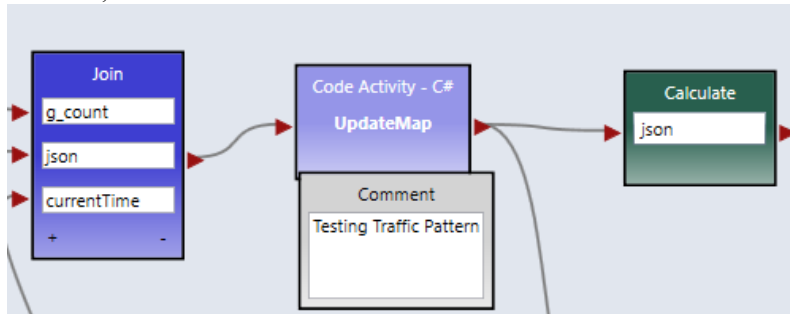 Join
g_count
json
currentTime
+ -
Code Activity - C#
UpdateMap
Comment
Testing Traffic Pattern
Calculate
json